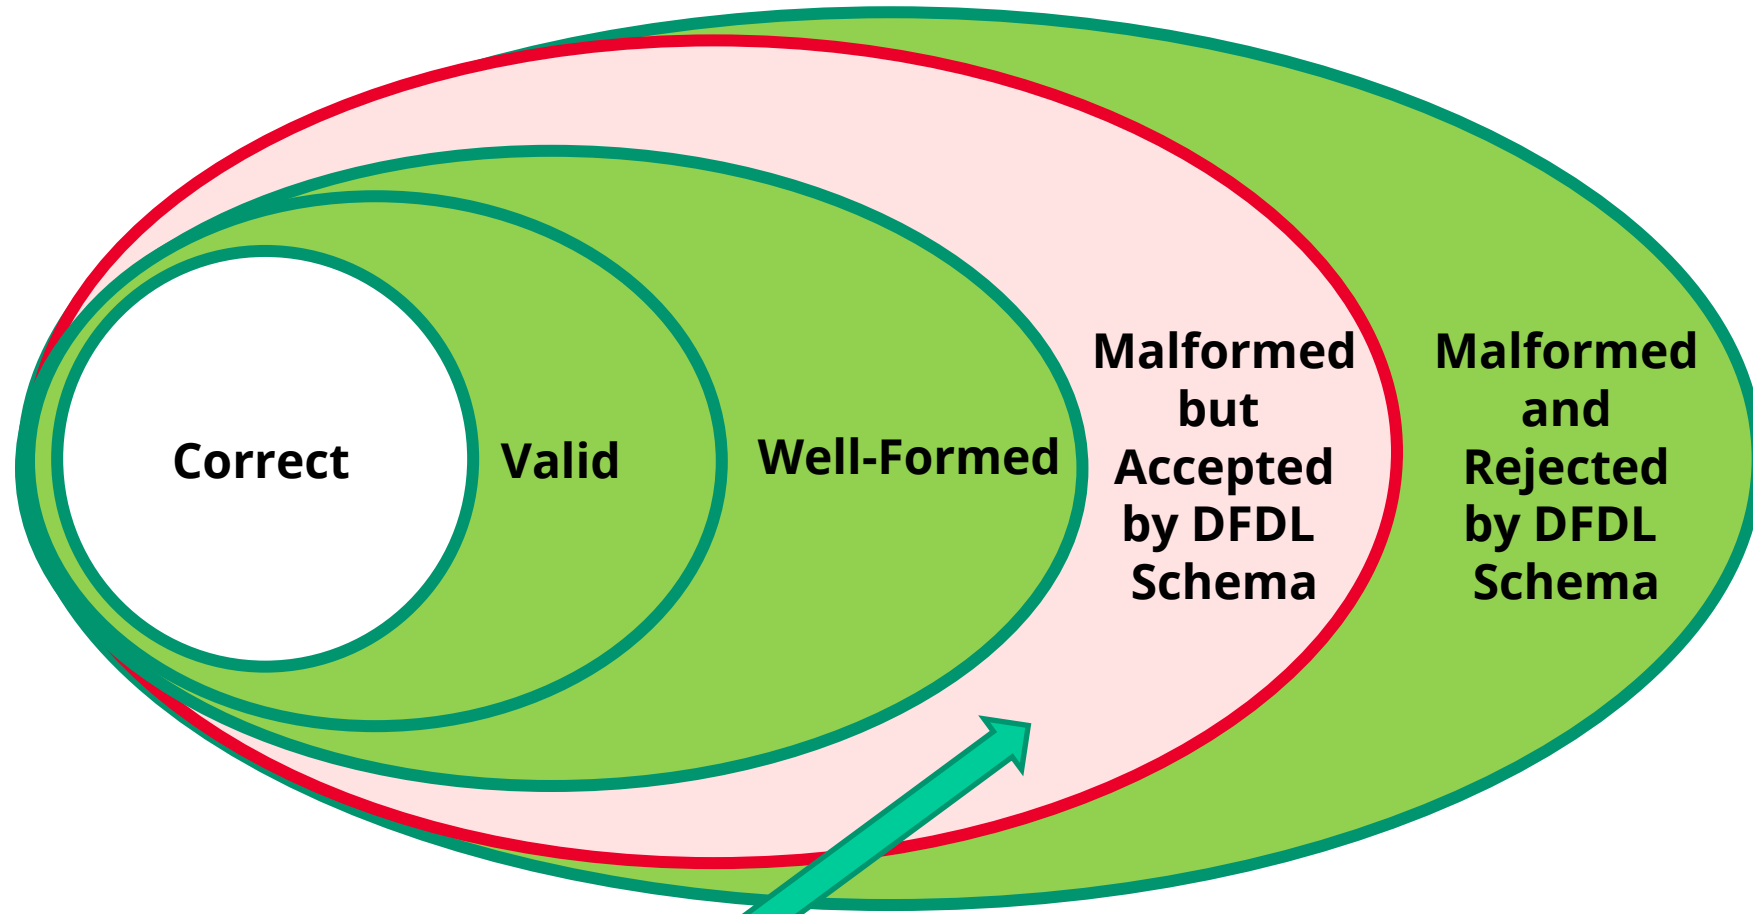 Correct
Valid
Well-Formed
Malformed
but
Accepted
by DFDL
Schema
Malformed
and
Rejected
by DFDL
Schema